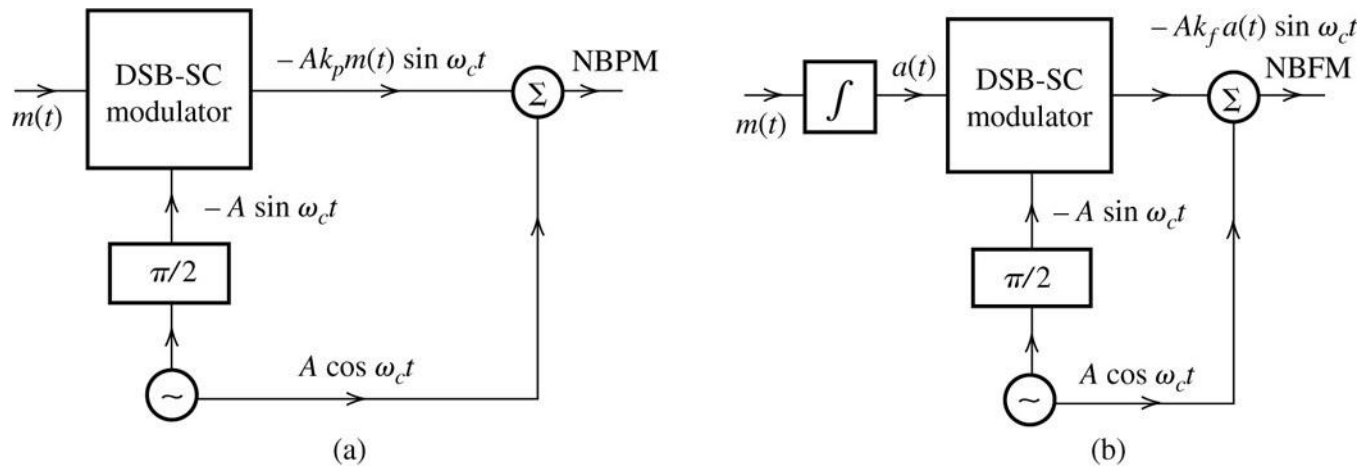 DSB-SC
modulator
m(t)
– Ak_p m(t) sin ω_c t
NBPM
Σ
– A sin ω_c t
π/2
~
A cos ω_c t
(a)
m(t)
∫
a(t)
DSB-SC
modulator
– Ak_f a(t) sin ω_c t
NBFM
Σ
– A sin ω_c t
π/2
~
A cos ω_c t
(b)